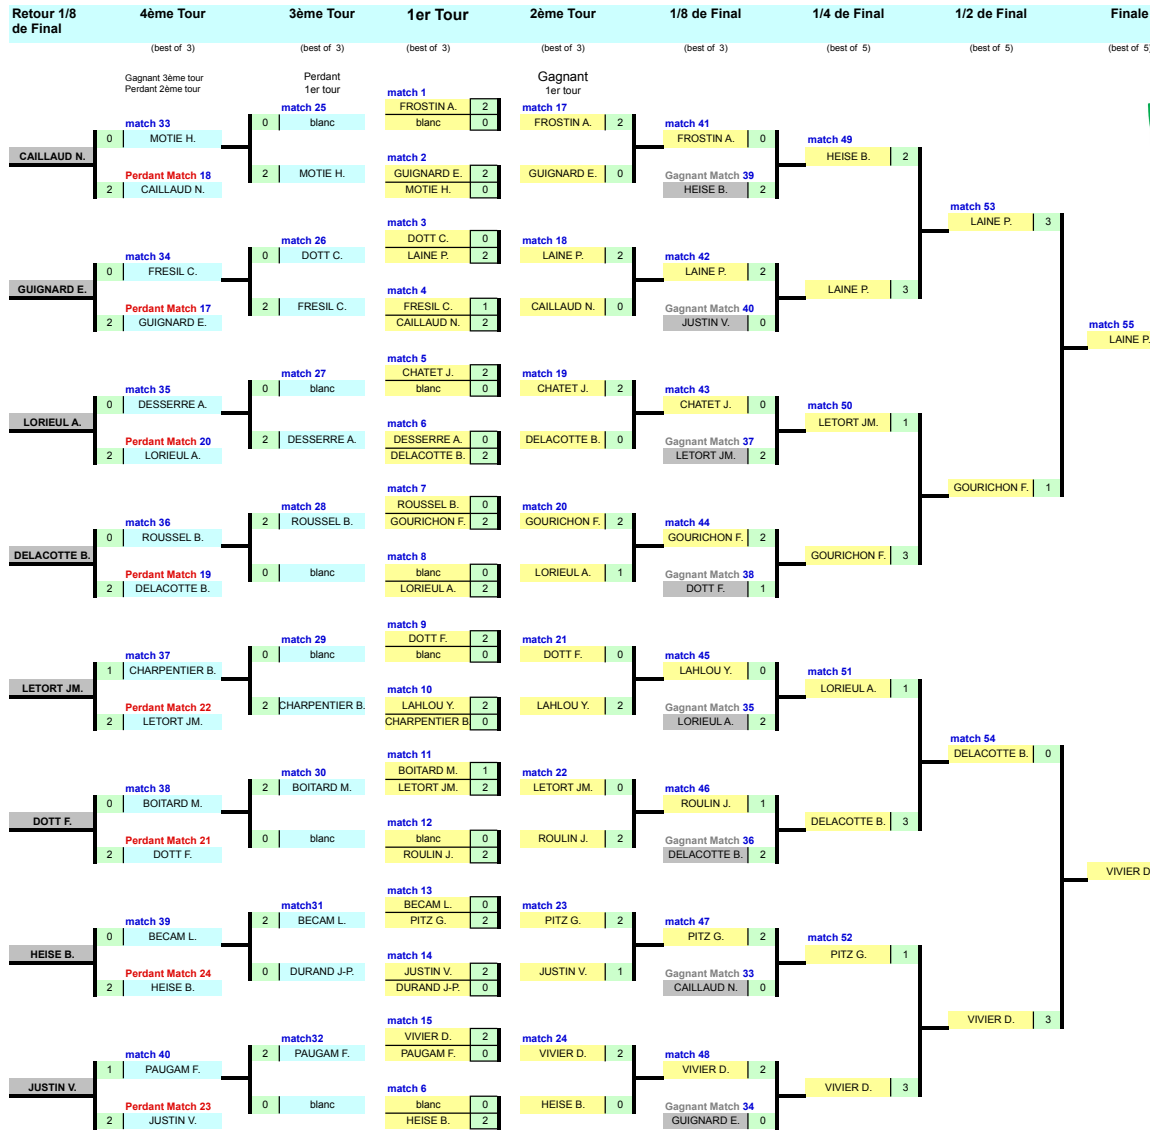 Retour 1/8 de Final
4ème Tour
3ème Tour
1er Tour
2ème Tour
1/8 de Final
1/4 de Final
1/2 de Final
Finale
(best of 3)
(best of 3)
(best of 3)
(best of 3)
(best of 3)
(best of 5)
(best of 5)
(best of 5
Gagnant 3ème tour
Perdant 2ème tour
Perdant
1er tour
Gagnant
1er tour
CAILLAUD N.
GUIGNARD E.
LORIEUL A.
DELACOTTE B.
LETORT JM.
DOTT F.
HEISE B.
JUSTIN V.
match 33
0 MOTIE H.
Perdant Match 18
2 CAILLAUD N.
match 34
0 FRESIL C.
Perdant Match 17
2 GUIGNARD E.
match 35
0 DESSERRE A.
Perdant Match 20
2 LORIEUL A.
match 36
0 ROUSSEL B.
Perdant Match 19
2 DELACOTTE B.
match 37
1 CHARPENTIER B.
Perdant Match 22
2 LETORT JM.
match 38
0 BOITARD M.
Perdant Match 21
2 DOTT F.
match 39
0 BECAM L.
Perdant Match 24
2 HEISE B.
match 40
1 PAUGAM F.
Perdant Match 23
2 JUSTIN V.
match 25
0 blanc
2 MOTIE H.
match 26
0 DOTT C.
2 FRESIL C.
match 27
0 blanc
2 DESSERRE A.
match 28
2 ROUSSEL B.
0 blanc
match 29
0 blanc
2 CHARPENTIER B.
match 30
2 BOITARD M.
0 blanc
match31
2 BECAM L.
0 DURAND J-P.
match32
2 PAUGAM F.
0 blanc
match 1
FROSTIN A. 2
blanc 0
match 2
GUIGNARD E. 2
MOTIE H. 0
match 3
DOTT C. 0
LAINE P. 2
match 4
FRESIL C. 1
CAILLAUD N. 2
match 5
CHATET J. 2
blanc 0
match 6
DESSERRE A. 0
DELACOTTE B. 2
match 7
ROUSSEL B. 0
GOURICHON F. 2
match 8
blanc 0
LORIEUL A. 2
match 9
DOTT F. 2
blanc 0
match 10
LAHLOU Y. 2
CHARPENTIER B 0
match 11
BOITARD M. 1
LETORT JM. 2
match 12
blanc 0
ROULIN J. 2
match 13
BECAM L. 0
PITZ G. 2
match 14
JUSTIN V. 2
DURAND J-P. 0
match 15
VIVIER D. 2
PAUGAM F. 0
match 6
blanc 0
HEISE B. 2
match 17
FROSTIN A. 2
GUIGNARD E. 0
match 18
LAINE P. 2
CAILLAUD N. 0
match 19
CHATET J. 2
DELACOTTE B. 0
match 20
GOURICHON F. 2
LORIEUL A. 1
match 21
DOTT F. 0
LAHLOU Y. 2
match 22
LETORT JM. 0
ROULIN J. 2
match 23
PITZ G. 2
JUSTIN V. 1
match 24
VIVIER D. 2
HEISE B. 0
match 41
FROSTIN A. 0
Gagnant Match 39
HEISE B. 2
match 42
LAINE P. 2
Gagnant Match 40
JUSTIN V. 0
match 43
CHATET J. 0
Gagnant Match 37
LETORT JM. 2
match 44
GOURICHON F. 2
Gagnant Match 38
DOTT F. 1
match 45
LAHLOU Y. 0
Gagnant Match 35
LORIEUL A. 2
match 46
ROULIN J. 1
Gagnant Match 36
DELACOTTE B. 2
match 47
PITZ G. 2
Gagnant Match 33
CAILLAUD N. 0
match 48
VIVIER D. 2
Gagnant Match 34
GUIGNARD E. 0
match 49
HEISE B. 2
LAINE P. 3
match 50
LETORT JM. 1
GOURICHON F. 3
match 51
LORIEUL A. 1
DELACOTTE B. 3
match 52
PITZ G. 1
VIVIER D. 3
match 53
LAINE P. 3
GOURICHON F. 1
match 54
DELACOTTE B. 0
VIVIER D. 3
match 55
LAINE P.
VIVIER D